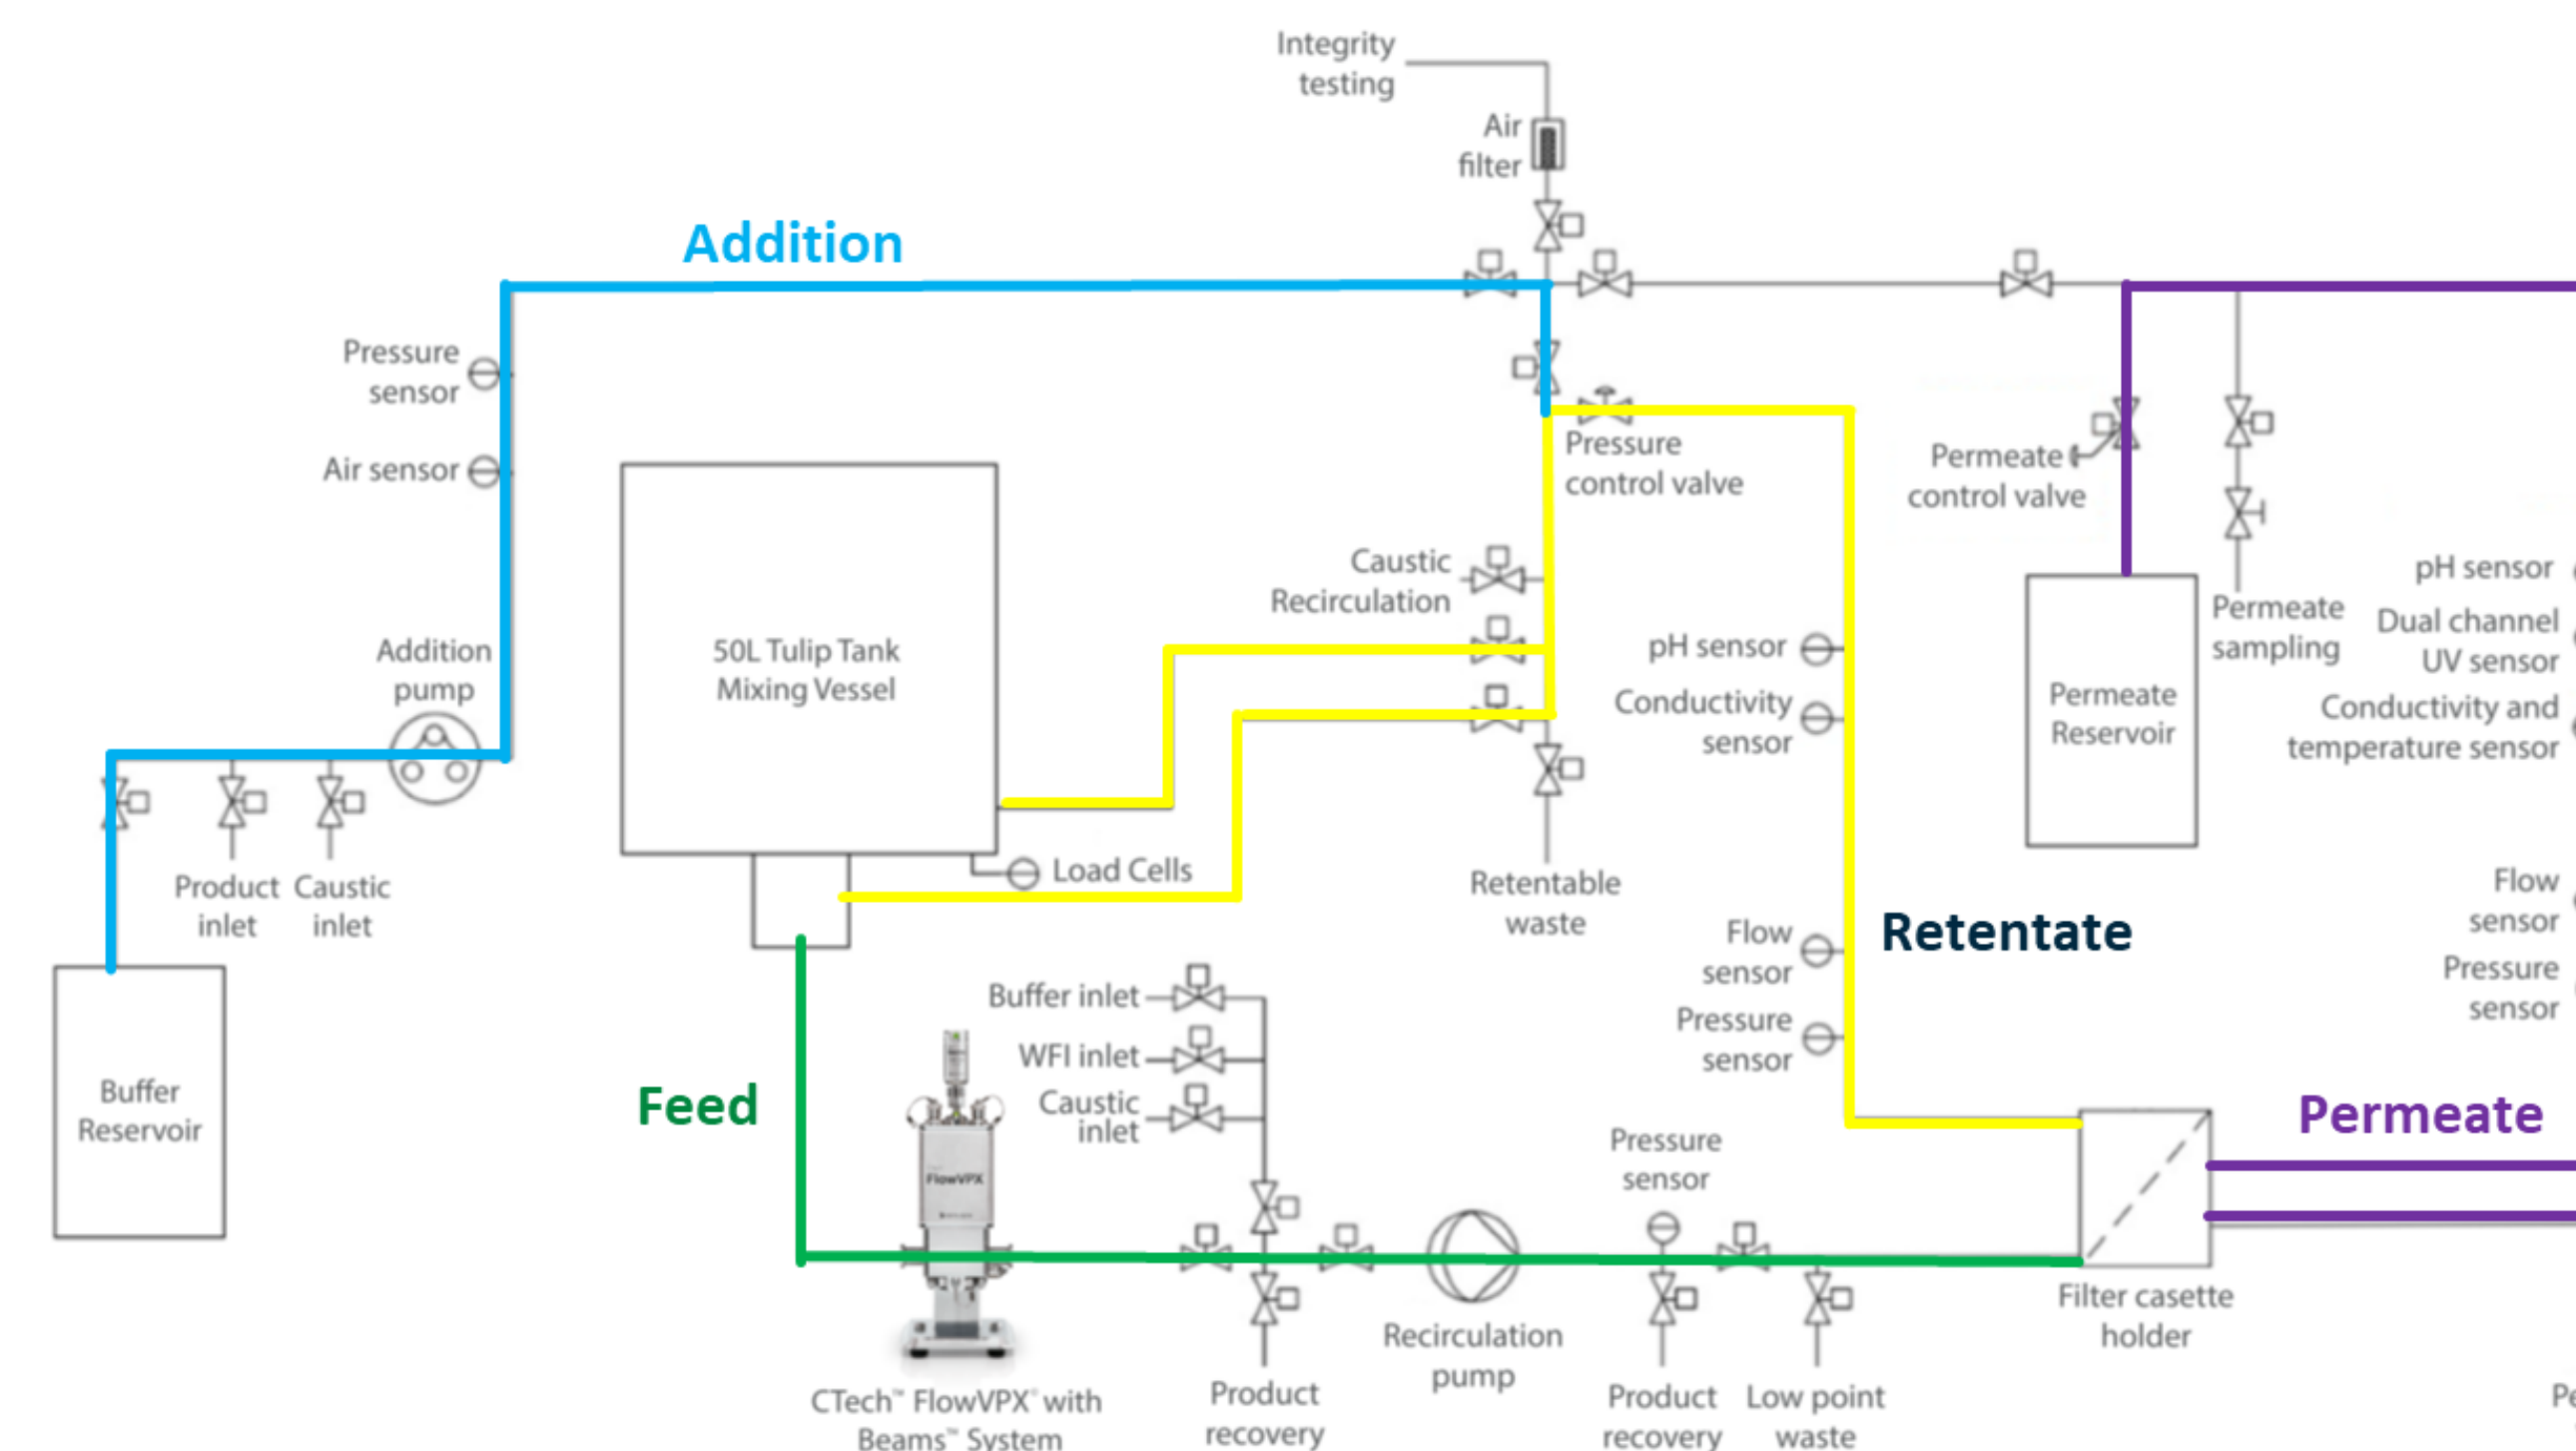 Integrity
testing
Air
filter
Addition
Pressure
sensor
Air sensor
Pressure
control valve
Permeate
control valve
Caustic
Recirculation
50L Tulip Tank
Mixing Vessel
Addition
pump
pH sensor
Conductivity
sensor
Permeate
sampling
Permeate
Reservoir
pH sensor
Dual channel
UV sensor
Conductivity and
temperature sensor
Product
inlet
Caustic
inlet
Load Cells
Retentable
waste
Flow
sensor
Retentate
Flow
sensor
Pressure
sensor
Pressure
sensor
Buffer
Reservoir
Feed
Buffer inlet
WFI inlet
Caustic
inlet
FlowVPX
Pressure
sensor
Permeate
Filter casette
holder
Recirculation
pump
CTech™ FlowVPX® with
Beams™ System
Product
recovery
Product
recovery
Low point
waste